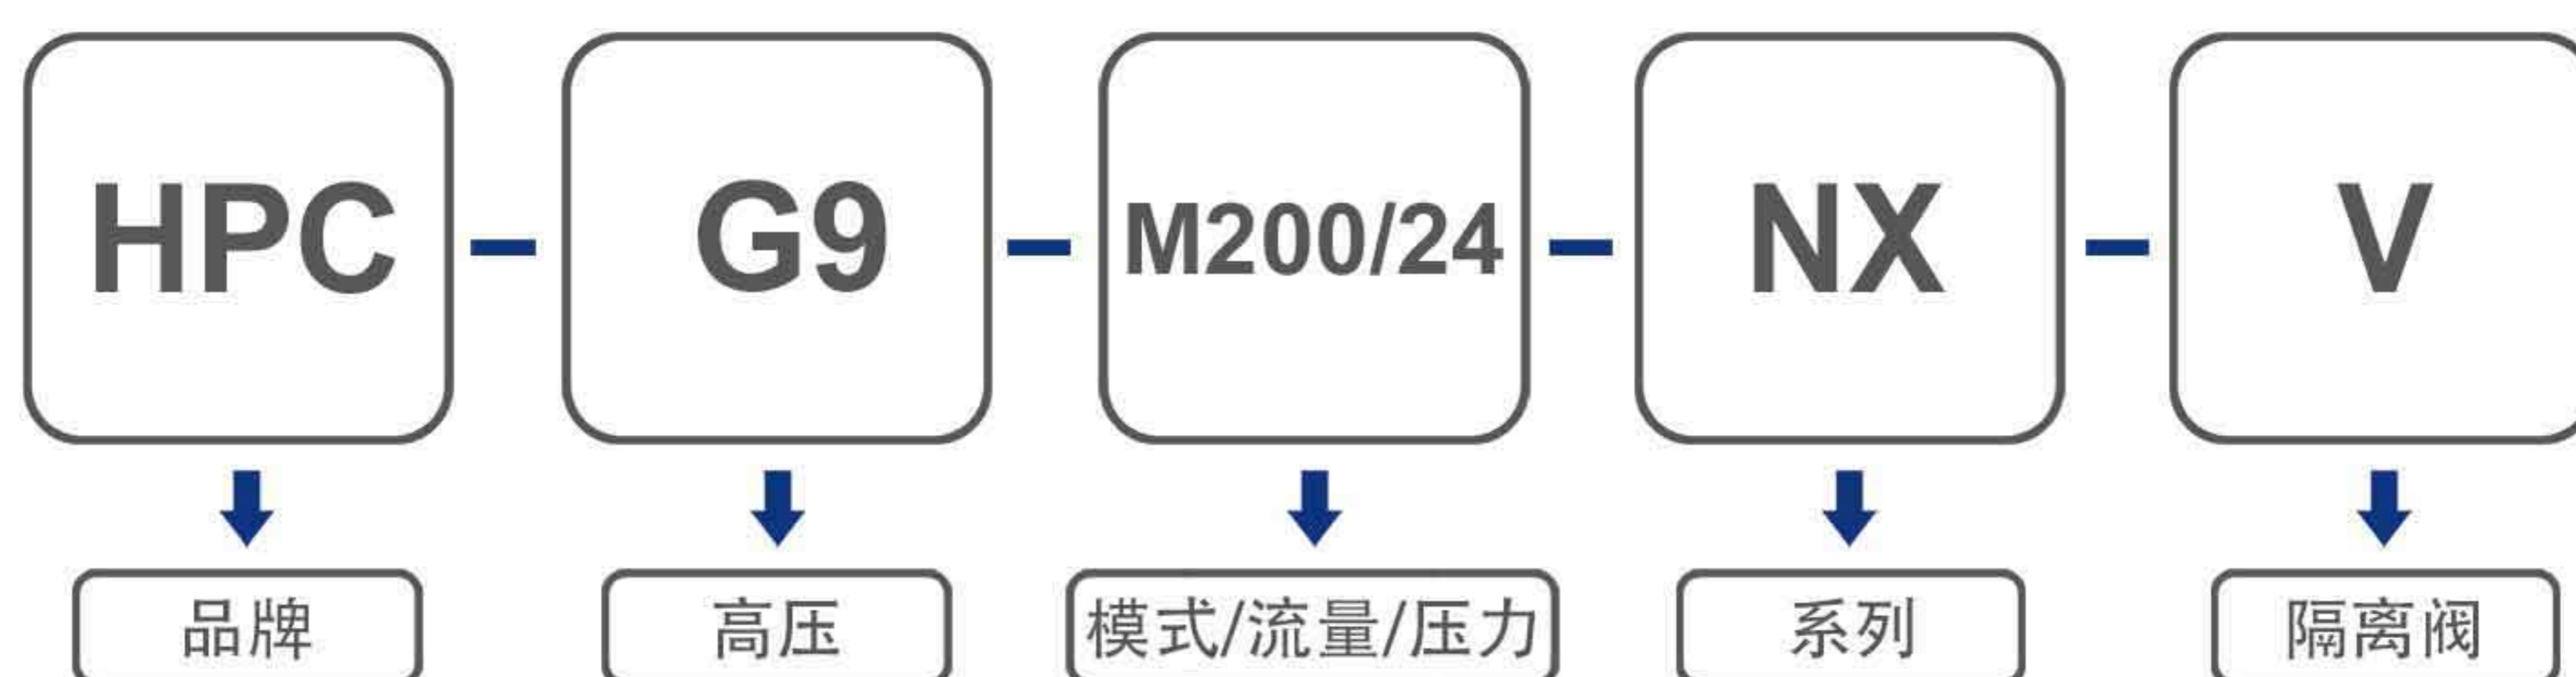 HPC - G9 - M200/24 - NX - V
品牌 高压 模式/流量/压力 系列 隔离阀